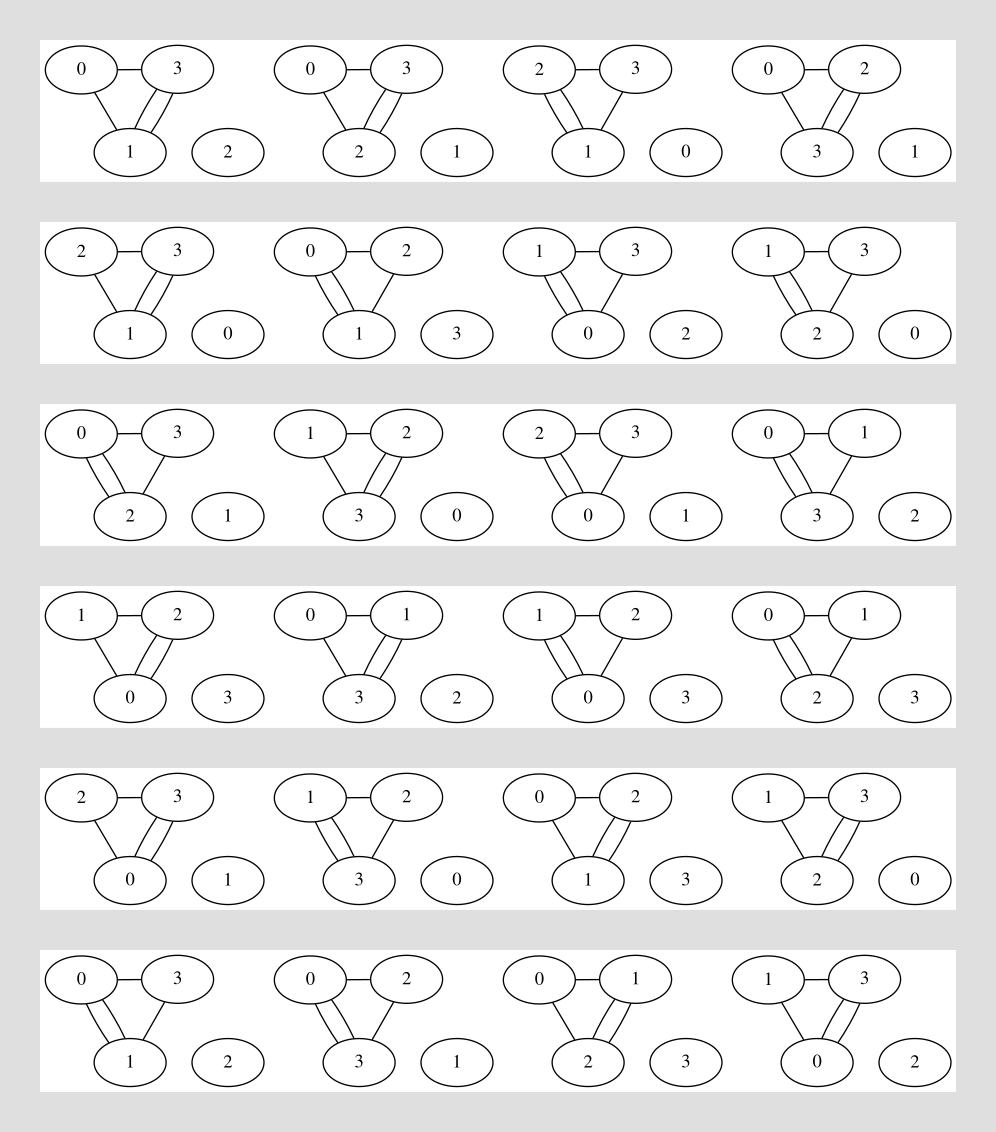 0 3 0 3 2 3 0 2
1 2 2 1 1 0 3 1
2 3 0 2 1 3 1 3
1 0 1 3 0 2 2 0
0 3 1 2 2 3 0 1
2 1 3 0 0 1 3 2
1 2 0 1 1 2 0 1
0 3 3 2 0 3 2 3
2 3 1 2 0 2 1 3
0 1 3 0 1 3 2 0
0 3 0 2 0 1 1 3
1 2 3 1 2 3 0 2